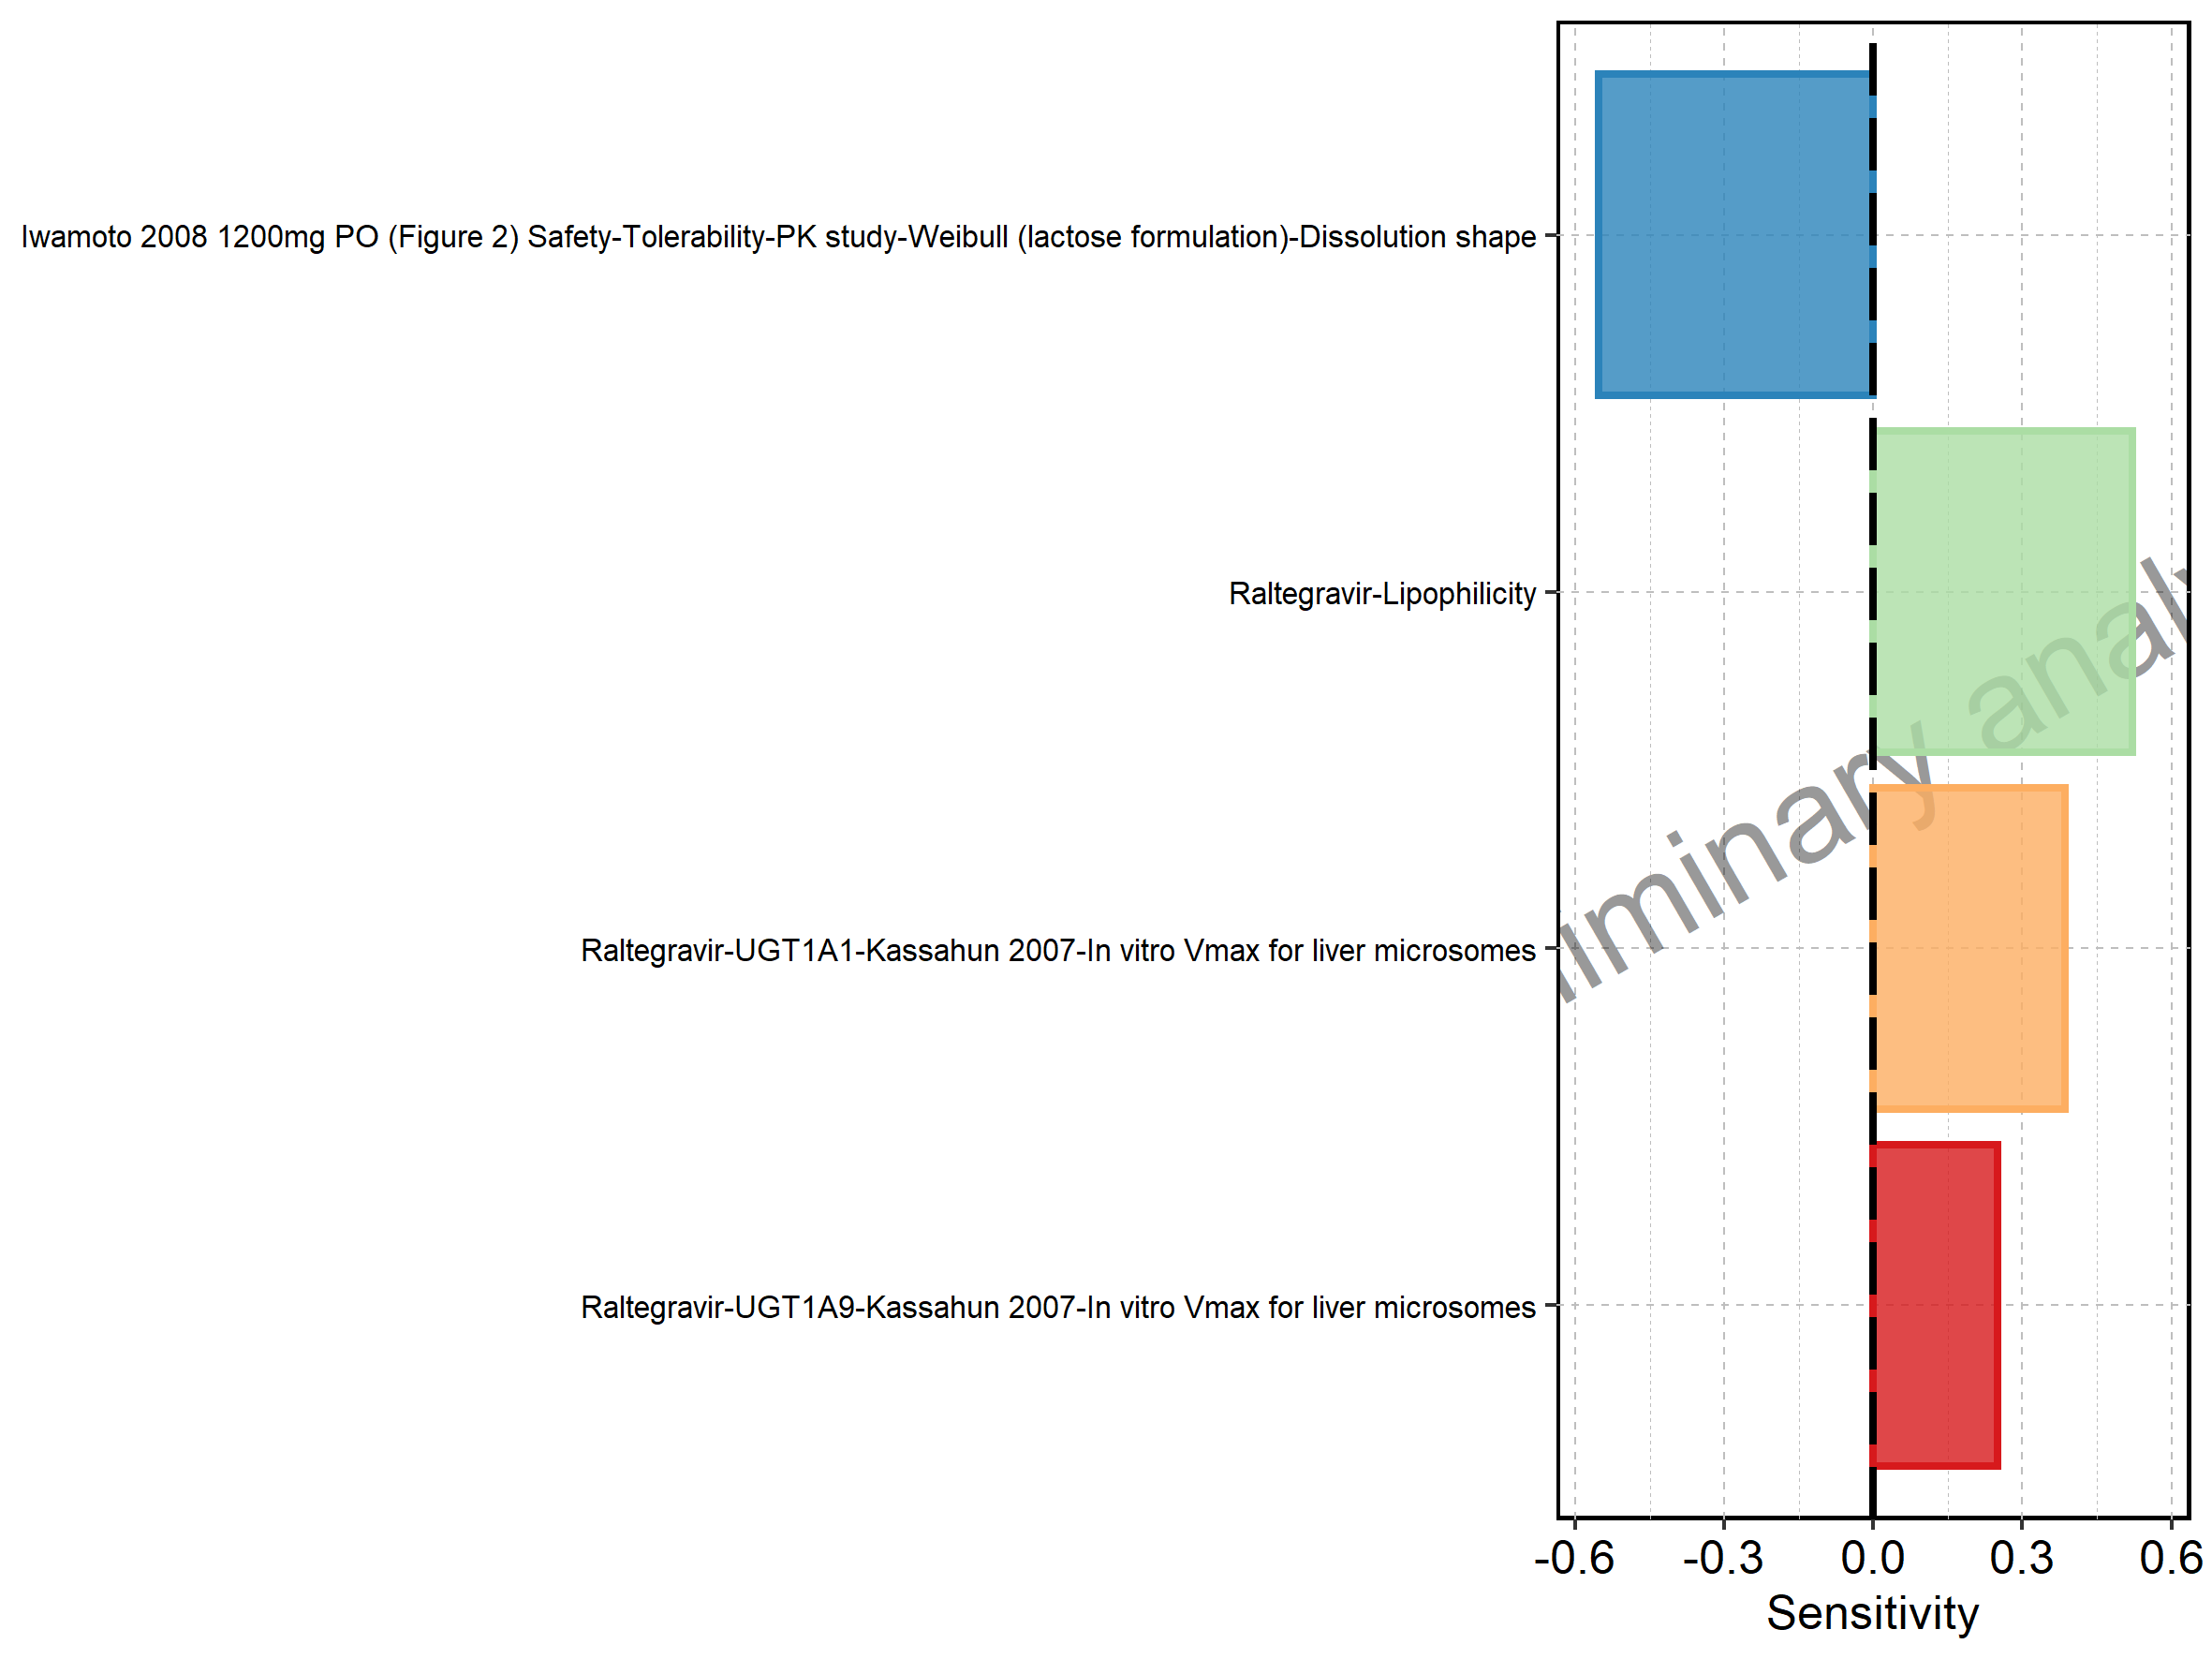 Iwamoto 2008 1200mg PO (Figure 2) Safety-Tolerability-PK study-Weibull (lactose formulation)-Dissolution shape
Raltegravir-Lipophilicity
Raltegravir-UGT1A1-Kassahun 2007-In vitro Vmax for liver microsomes
Raltegravir-UGT1A9-Kassahun 2007-In vitro Vmax for liver microsomes
-0.6 -0.3 0.0 0.3 0.6
Sensitivity